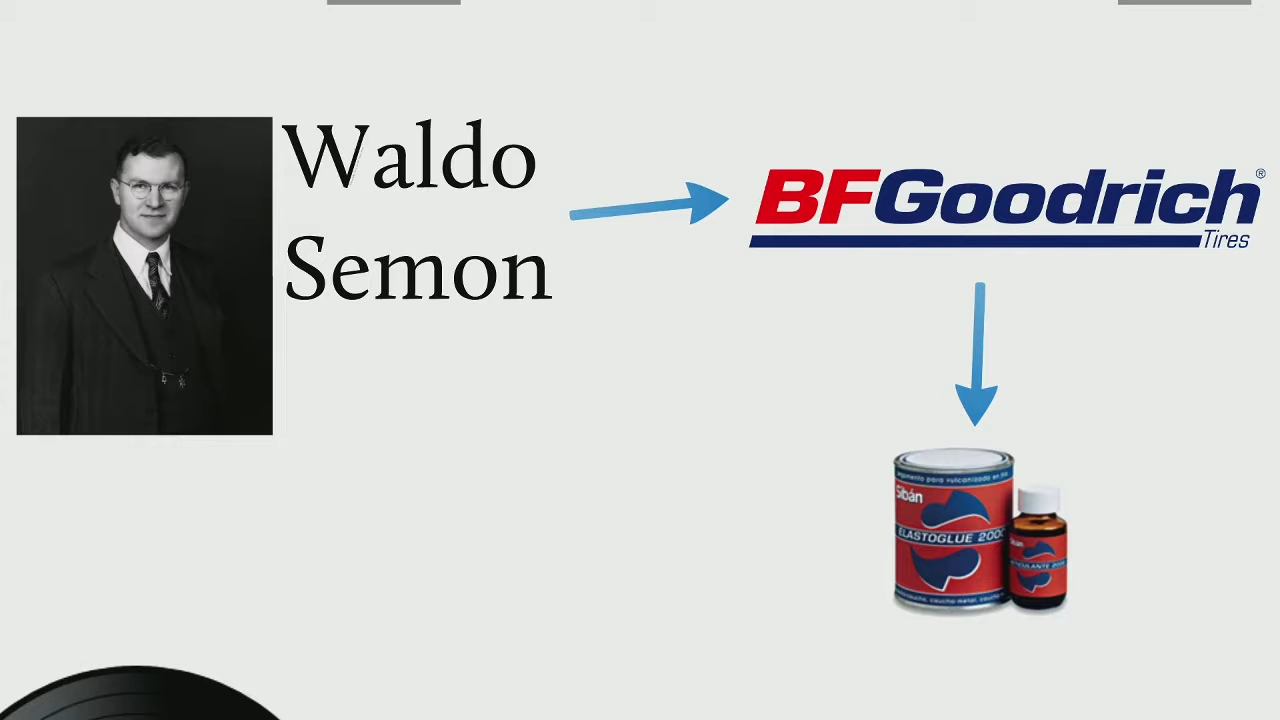 Waldo
Semon
BFGoodrich®
Tires
Sibán
ELASTOGLUE 2000